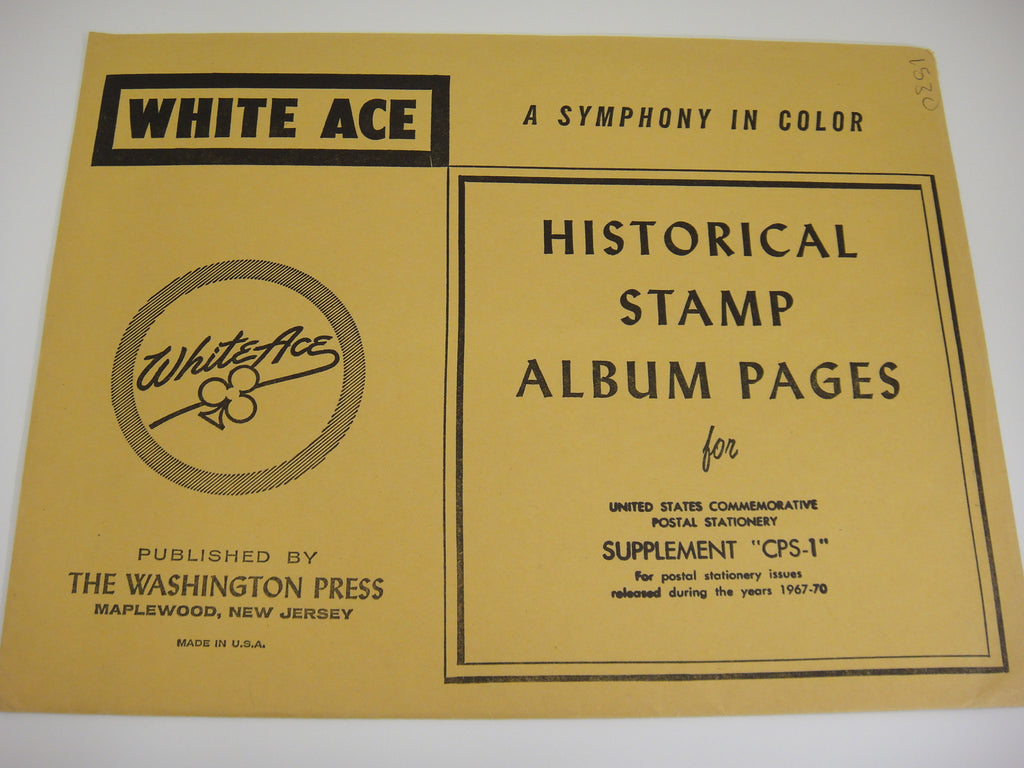 WHITE ACE
A SYMPHONY IN COLOR
White Ace
PUBLISHED BY
THE WASHINGTON PRESS
MAPLEWOOD, NEW JERSEY
MADE IN U.S.A.
HISTORICAL
STAMP
ALBUM PAGES
for
UNITED STATES COMMEMORATIVE
POSTAL STATIONERY
SUPPLEMENT "CPS-1"
For postal stationery issues
released during the years 1967-70